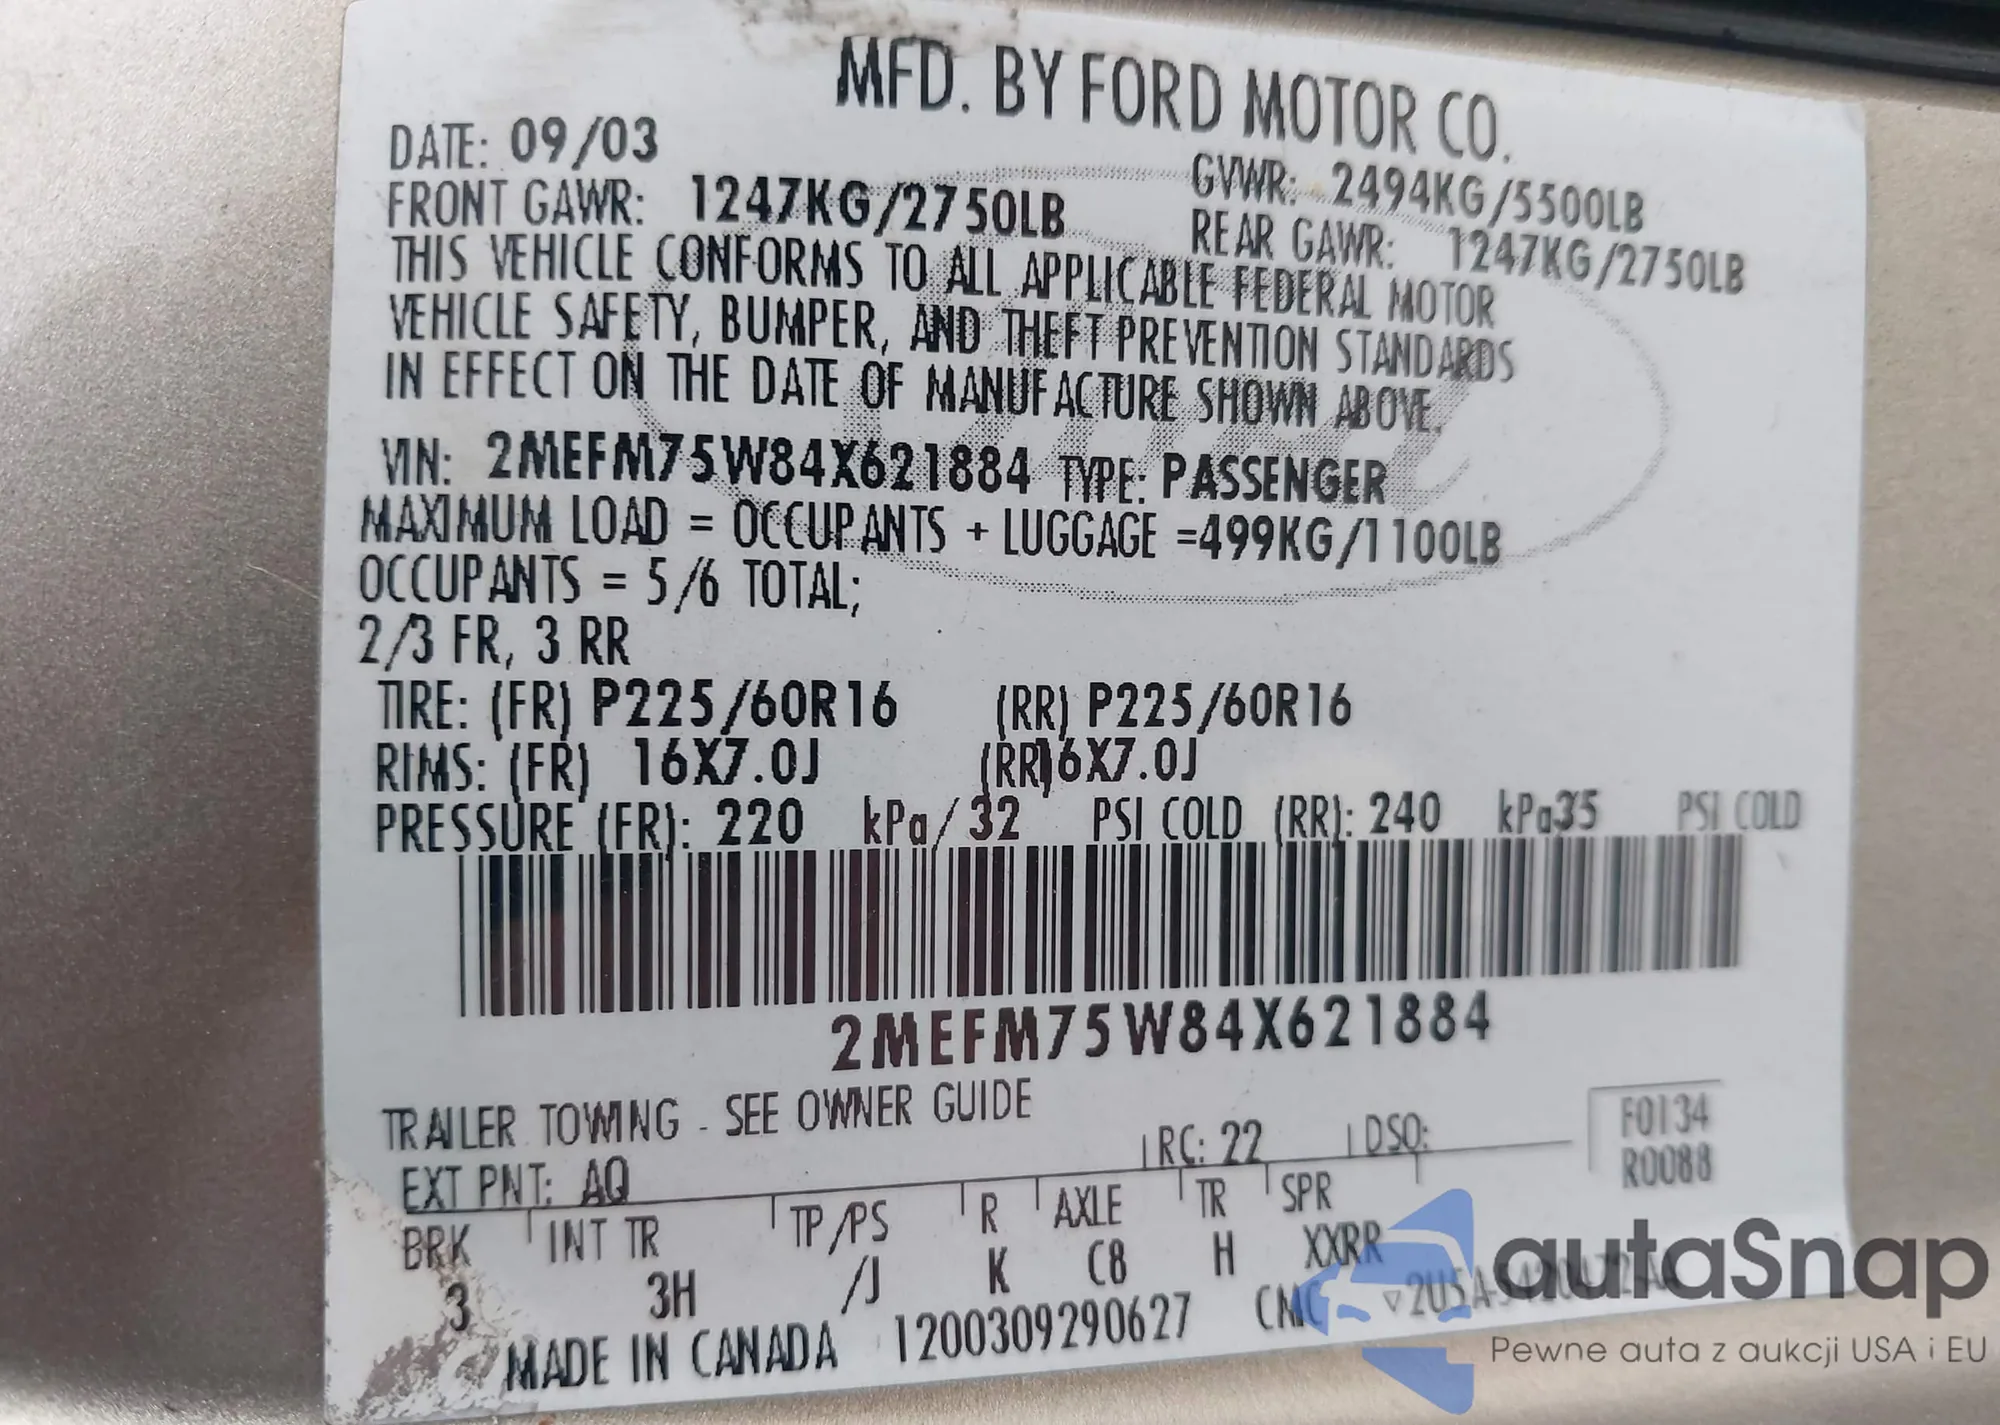 MFD. BY FORD MOTOR CO.
DATE: 09/03 GVWR: 2494KG/5500LB
FRONT GAWR: 1247KG/2750LB REAR GAWR: 1247KG/2750LB
THIS VEHICLE CONFORMS TO ALL APPLICABLE FEDERAL MOTOR
VEHICLE SAFETY, BUMPER, AND THEFT PREVENTION STANDARDS
IN EFFECT ON THE DATE OF MANUFACTURE SHOWN ABOVE.
VIN: 2MEFM75W84X621884 TYPE: PASSENGER
MAXIMUM LOAD = OCCUPANTS + LUGGAGE =499KG/1100LB
OCCUPANTS = 5/6 TOTAL;
2/3 FR, 3 RR
TIRE: (FR) P225/60R16 (RR) P225/60R16
RIMS: (FR) 16X7.0J (RR)16X7.0J
PRESSURE (FR): 220 kPa/ 32 PSI COLD (RR): 240 kPa35 PSI COLD
2MEFM75W84X621884
TRAILER TOWING - SEE OWNER GUIDE
EXT PNT: AQ RC: 22 DSO: F0134
R0088
BRK INT TR TP/PS R AXLE TR SPR
3 3H /J K C8 H XXRR
MADE IN CANADA 1200309290627
autaSnap
Pewne auta z aukcji USA i EU